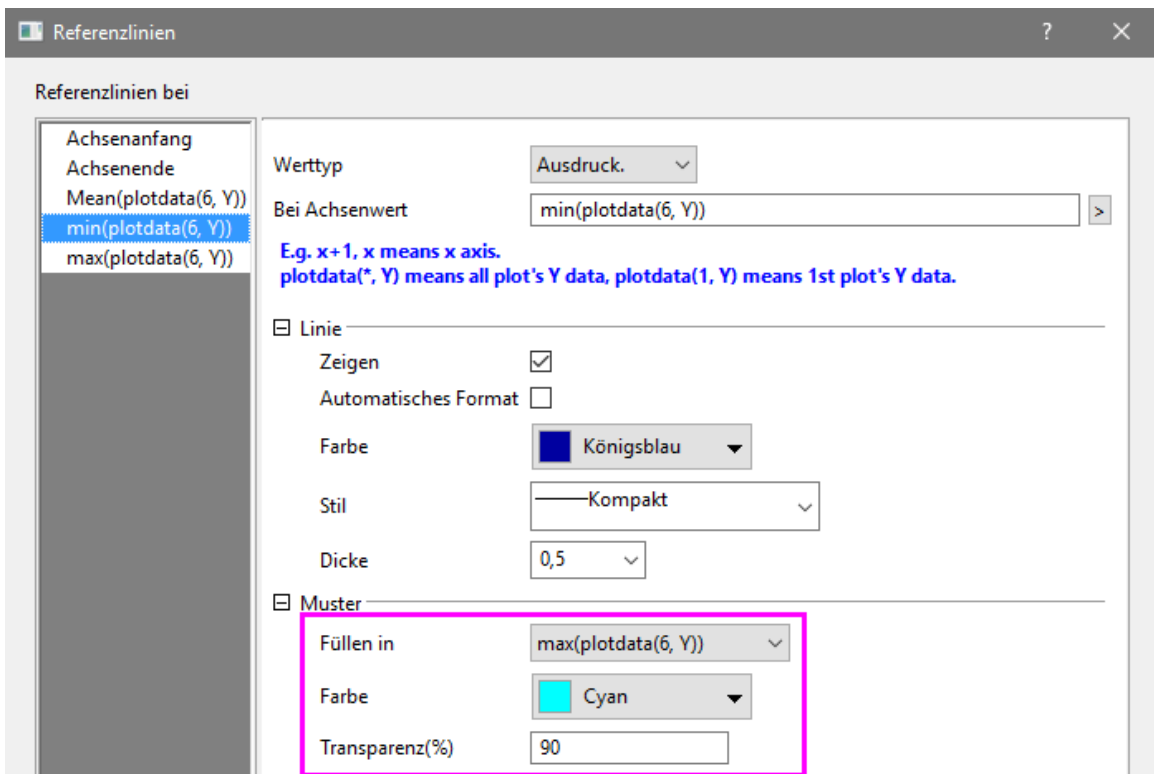 Referenzlinien
?
Referenzlinien bei
Achsenanfang
Achsenende
Mean(plotdata(6, Y))
min(plotdata(6, Y))
max(plotdata(6, Y))
Werttyp
Ausdruck.
Bei Achsenwert
min(plotdata(6, Y))
>
E.g. x+1, x means x axis.
plotdata(*, Y) means all plot's Y data, plotdata(1, Y) means 1st plot's Y data.
Linie
Zeigen
Automatisches Format
Farbe
Königsblau
Stil
Kompakt
Dicke
0,5
Muster
Füllen in
max(plotdata(6, Y))
Farbe
Cyan
Transparenz(%)
90